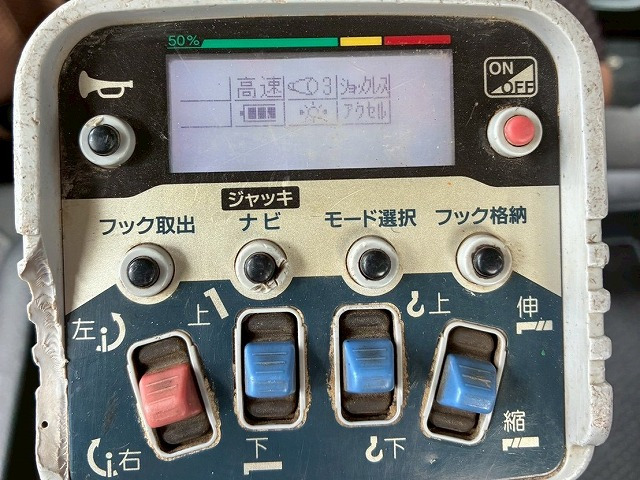 50%
高速 3 ショックレス
アクセル
ON
OFF
ジャッキ
フック取出 ナビ モード選択 フック格納
左 上 上 伸
右 下 下 縮